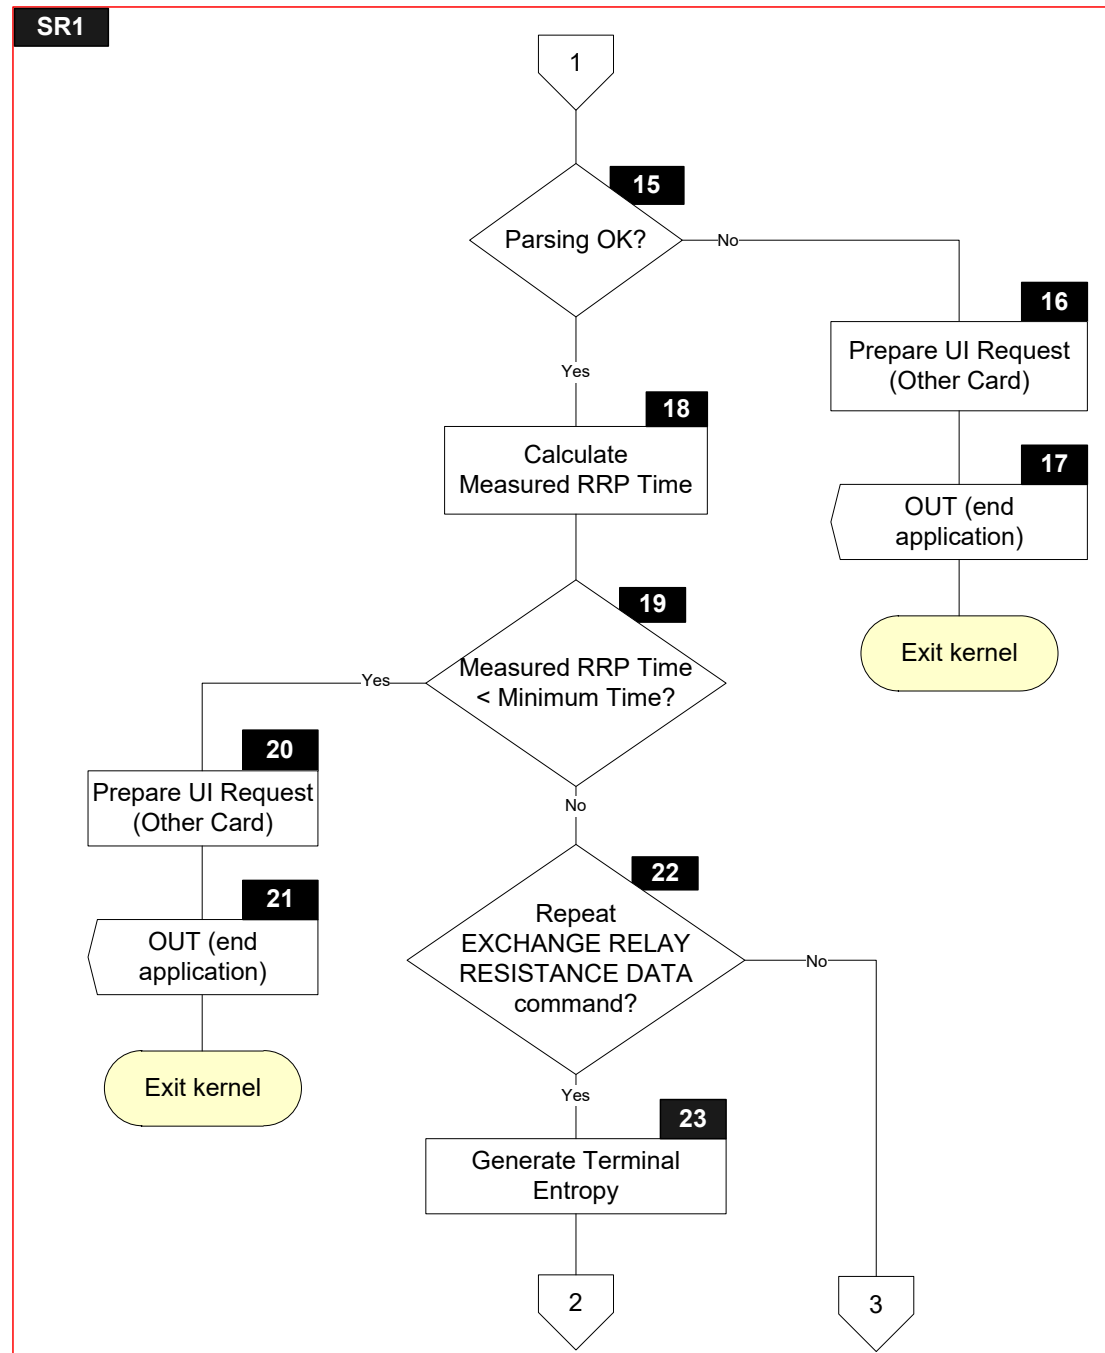 SR1
1
15
Parsing OK?
No
16
Prepare UI Request
(Other Card)
Yes
18
Calculate
Measured RRP Time
17
OUT (end
application)
19
Measured RRP Time
< Minimum Time?
Exit kernel
Yes
20
Prepare UI Request
(Other Card)
No
21
OUT (end
application)
22
Repeat
EXCHANGE RELAY
RESISTANCE DATA
command?
No
Exit kernel
Yes
23
Generate Terminal
Entropy
2
3